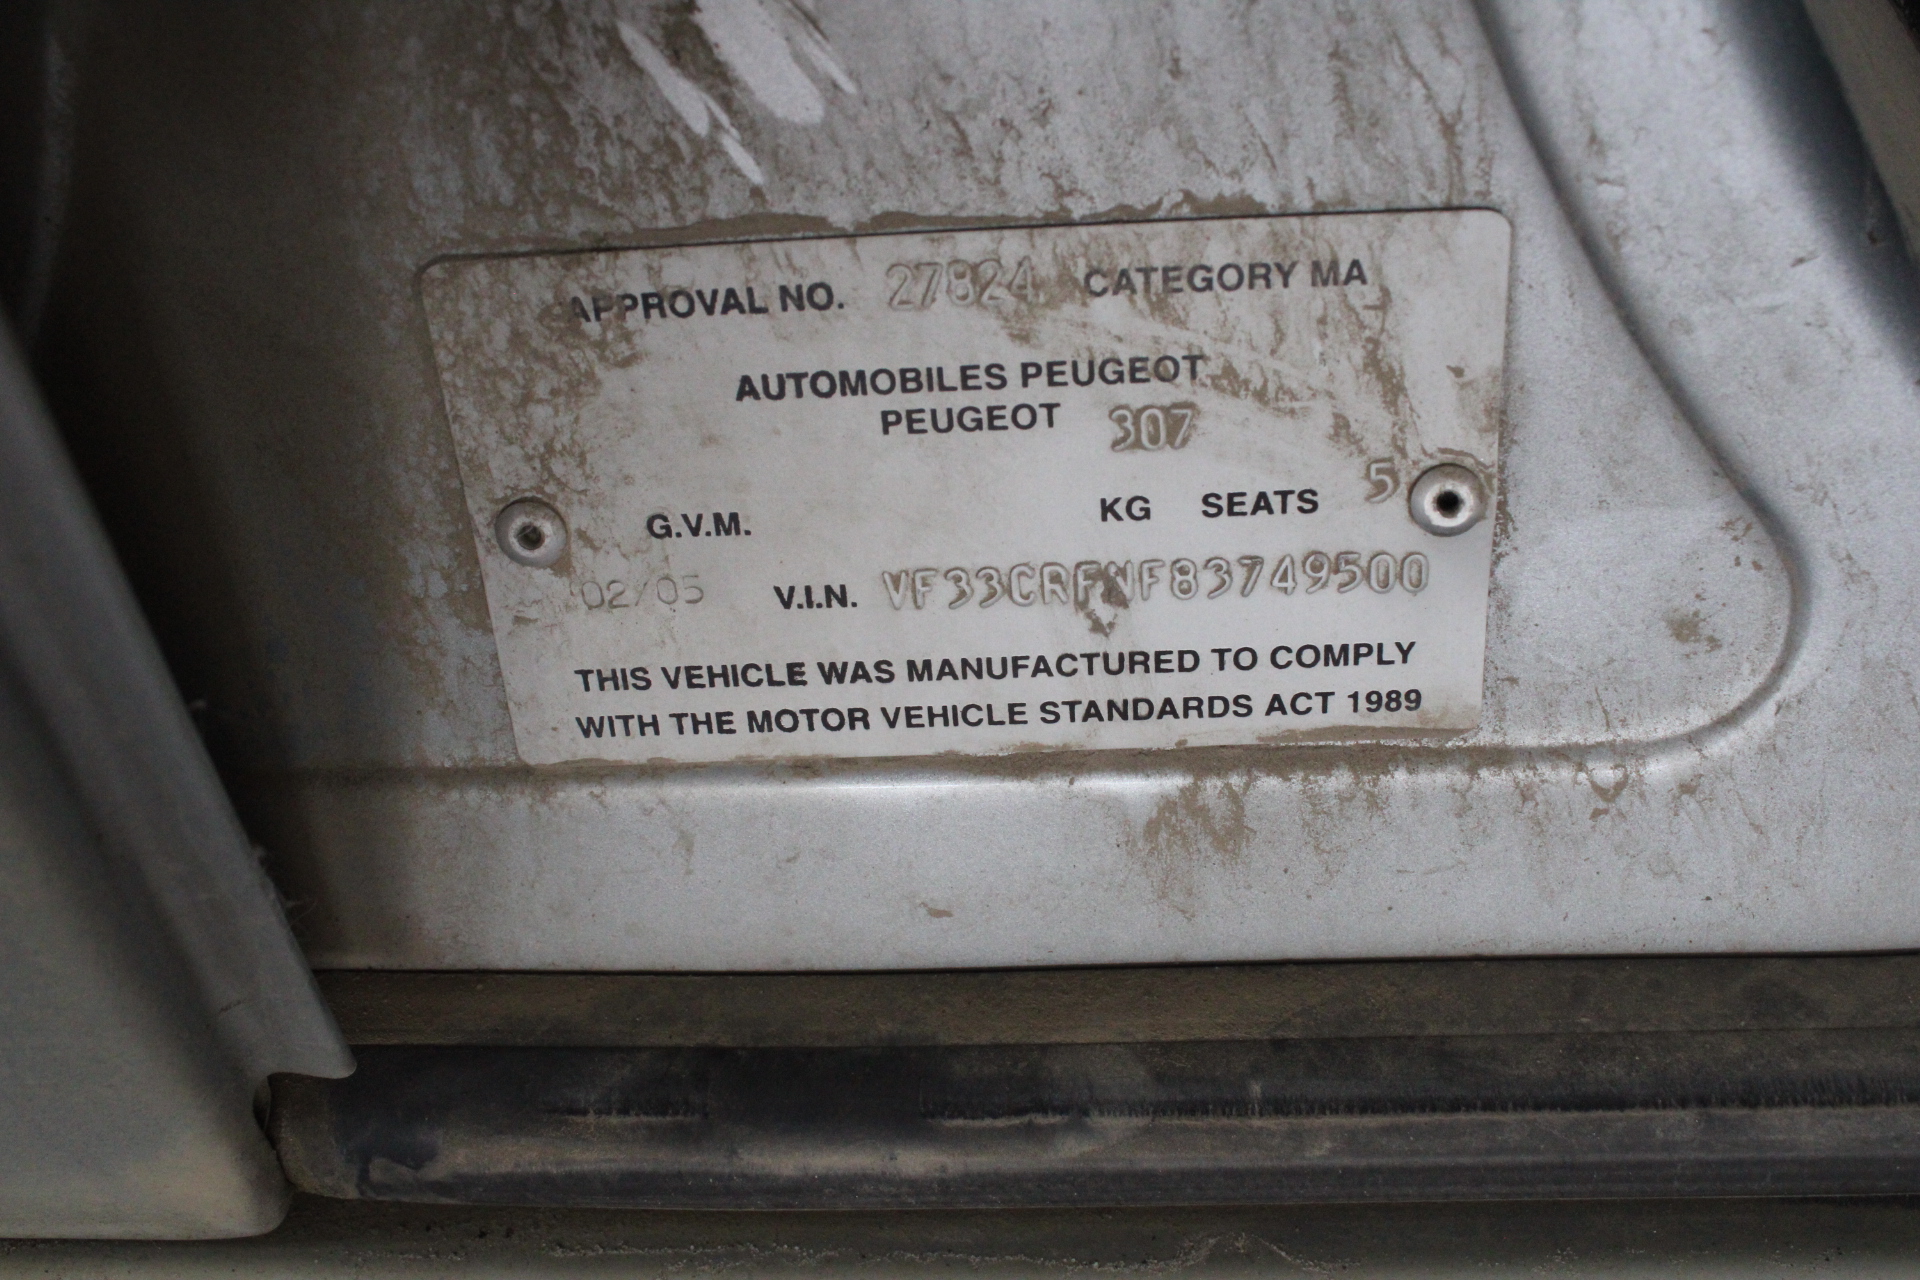 APPROVAL NO. 27824 CATEGORY MA
AUTOMOBILES PEUGEOT
PEUGEOT 307
G.V.M. KG SEATS 5
02/05 V.I.N. VF33CRFNF83749500
THIS VEHICLE WAS MANUFACTURED TO COMPLY
WITH THE MOTOR VEHICLE STANDARDS ACT 1989